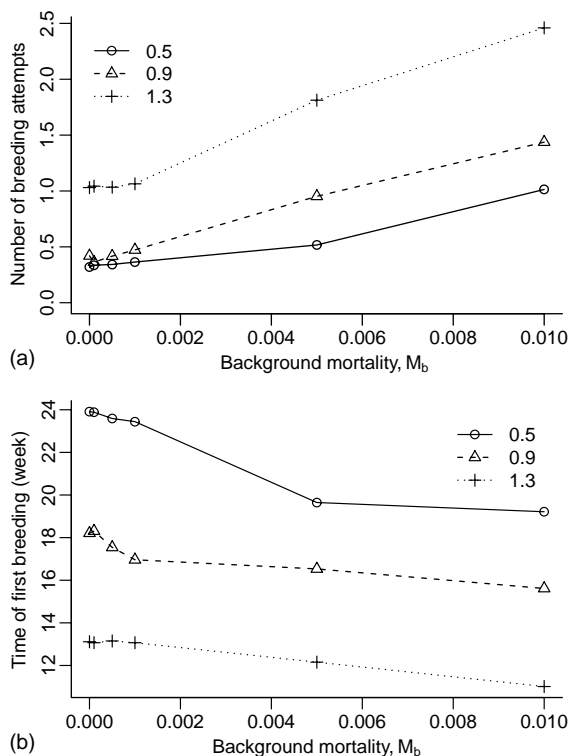 2.5
2.0
1.5
1.0
0.5
0.0
Number of breeding attempts
0.5
0.9
1.3
0.000 0.002 0.004 0.006 0.008 0.010
(a)
Background mortality, Mb
24
22
20
18
16
14
12
Time of first breeding (week)
0.5
0.9
1.3
0.000 0.002 0.004 0.006 0.008 0.010
(b)
Background mortality, Mb